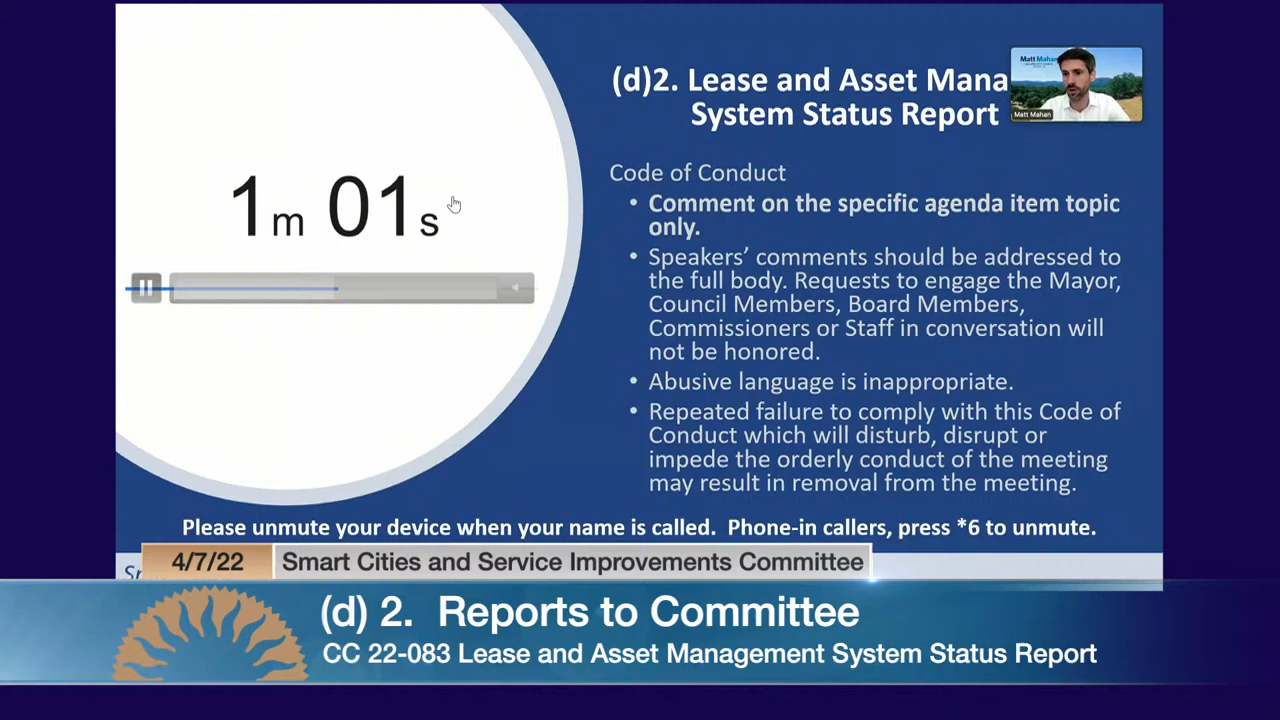 (d)2. Lease and Asset Mana
System Status Report
Matt Mahan
Matt Mahan
1m 01s
Code of Conduct
• Comment on the specific agenda item topic
only.
• Speakers’ comments should be addressed to
the full body. Requests to engage the Mayor,
Council Members, Board Members,
Commissioners or Staff in conversation will
not be honored.
• Abusive language is inappropriate.
• Repeated failure to comply with this Code of
Conduct which will disturb, disrupt or
impede the orderly conduct of the meeting
may result in removal from the meeting.
Please unmute your device when your name is called. Phone-in callers, press *6 to unmute.
4/7/22 Smart Cities and Service Improvements Committee
(d) 2. Reports to Committee
CC 22-083 Lease and Asset Management System Status Report